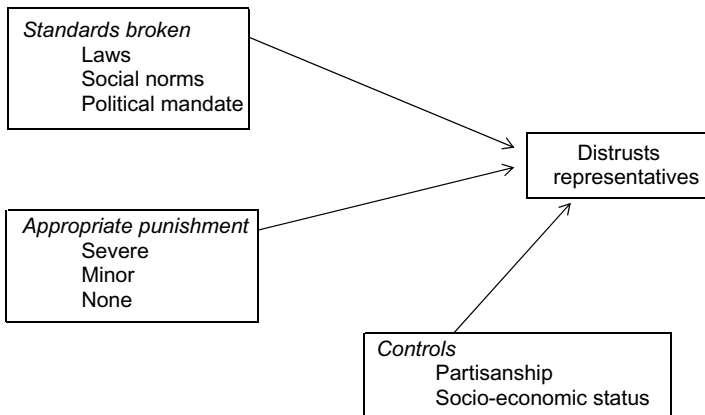 Standards broken
Laws
Social norms
Political mandate
Distrusts
representatives
Appropriate punishment
Severe
Minor
None
Controls
Partisanship
Socio-economic status